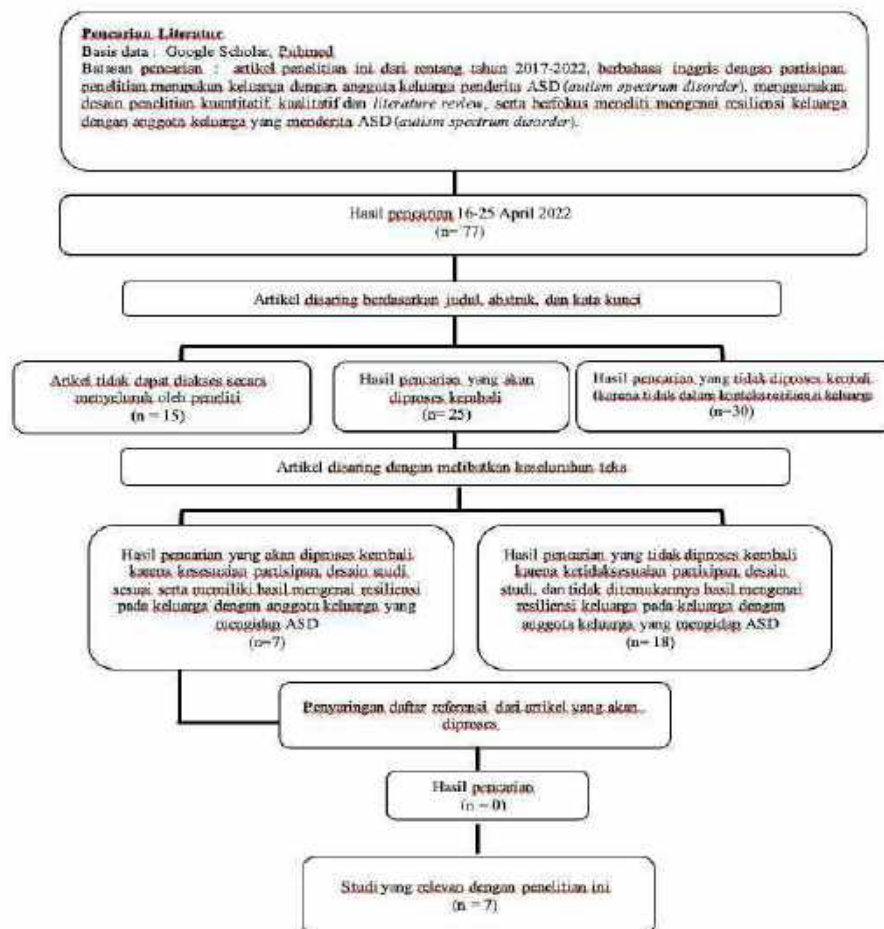 Pencarian Literatur
Basis data : Google Scholar, Pubmed
Batasan pencarian : artikel penelitian ini dari rentang tahun 2017-2022, berbahasa inggris dengan partisipan
penelitian merupakan keluarga dengan anggota keluarga penderita ASD (autism spectrum disorder), menggunakan
desain penelitian kuantitatif, kualitatif dan literature review, serta berfokus meneliti mengenai resiliensi keluarga
dengan anggota keluarga yang menderita ASD (autism spectrum disorder).
Hasil pencarian 16-25 April 2022
(n= 77)
Artikel disaring berdasarkan judul, abstrak, dan kata kunci
Artikel tidak dapat diakses secara
menyeluruh oleh peneliti
(n = 15)
Hasil pencarian yang akan
diproses kembali
(n= 25)
Hasil pencarian yang tidak diproses kembali
(karena tidak dalam konteks resiliensi keluarga
(n=30)
Artikel disaring dengan melibatkan keseluruhan teks
Hasil pencarian yang akan diproses kembali
karena kesesuaian partisipan, desain studi
sesuai serta memiliki hasil mengenai resiliensi
pada keluarga dengan anggota keluarga yang
mengidap ASD
(n=7)
Hasil pencarian yang tidak diproses kembali
karena ketidaksesuaian partisipan, desain
studi, dan tidak ditemukannya hasil mengenai
resiliensi keluarga pada keluarga dengan
anggota keluarga yang mengidap ASD
(n= 18)
Penyaringan daftar referensi dari artikel yang akan
diproses
Hasil pencarian
(n = 0)
Studi yang relevan dengan penelitian ini
(n = 7)